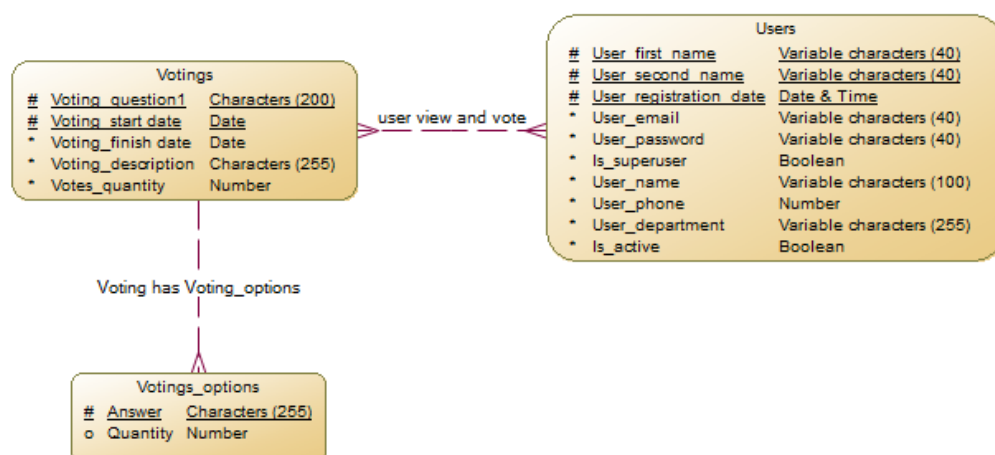 Votings
# Voting_question1 Characters (200)
# Voting_start date Date
* Voting_finish date Date
* Voting_description Characters (255)
* Votes_quantity Number
user view and vote
Users
# User_first_name Variable characters (40)
# User_second_name Variable characters (40)
# User_registration_date Date & Time
* User_email Variable characters (40)
* User_password Variable characters (40)
* Is_superuser Boolean
* User_name Variable characters (100)
* User_phone Number
* User_department Variable characters (255)
* Is_active Boolean
Voting has Voting_options
Votings_options
# Answer Characters (255)
o Quantity Number